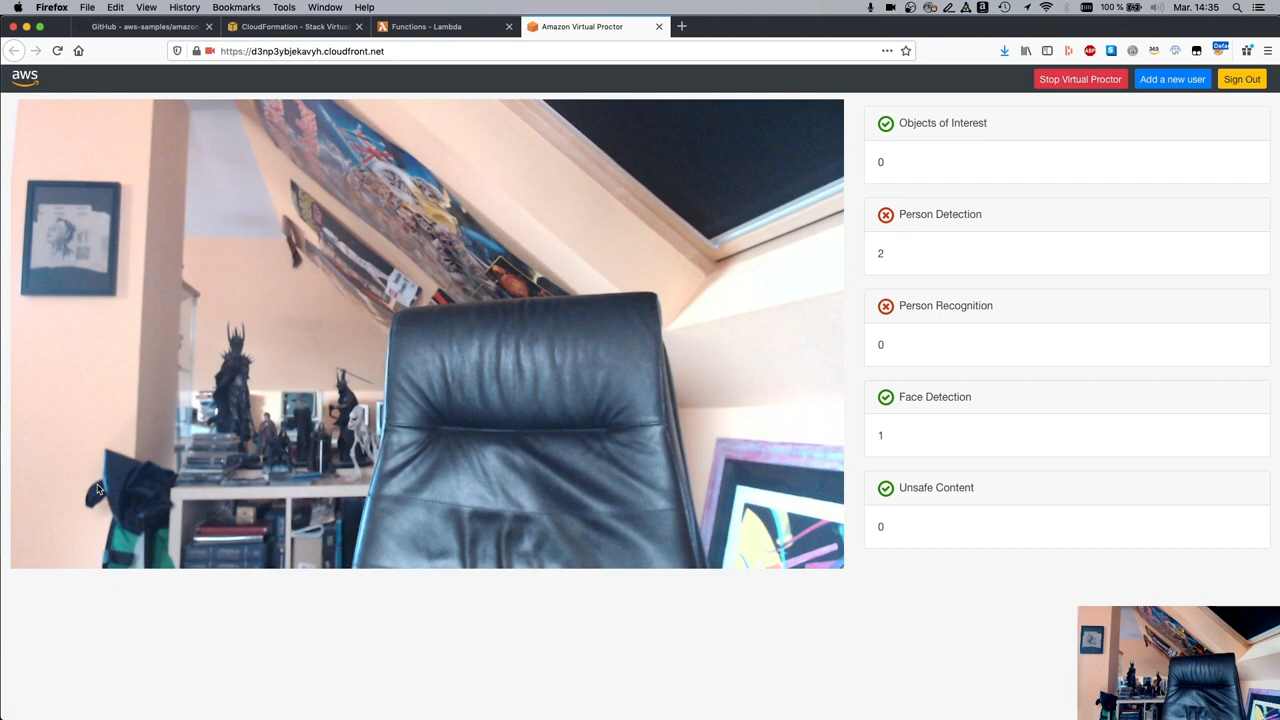 Firefox File Edit View History Bookmarks Tools Window Help 100 % Mar. 14:35
GitHub - aws-samples/amazon
CloudFormation - Stack Virtual
Functions - Lambda
Amazon Virtual Proctor
https://d3np3ybjekavyh.cloudfront.net
ABP
Defa
aws
Stop Virtual Proctor
Add a new user
Sign Out
Objects of Interest
0
Person Detection
2
Person Recognition
0
Face Detection
1
Unsafe Content
0